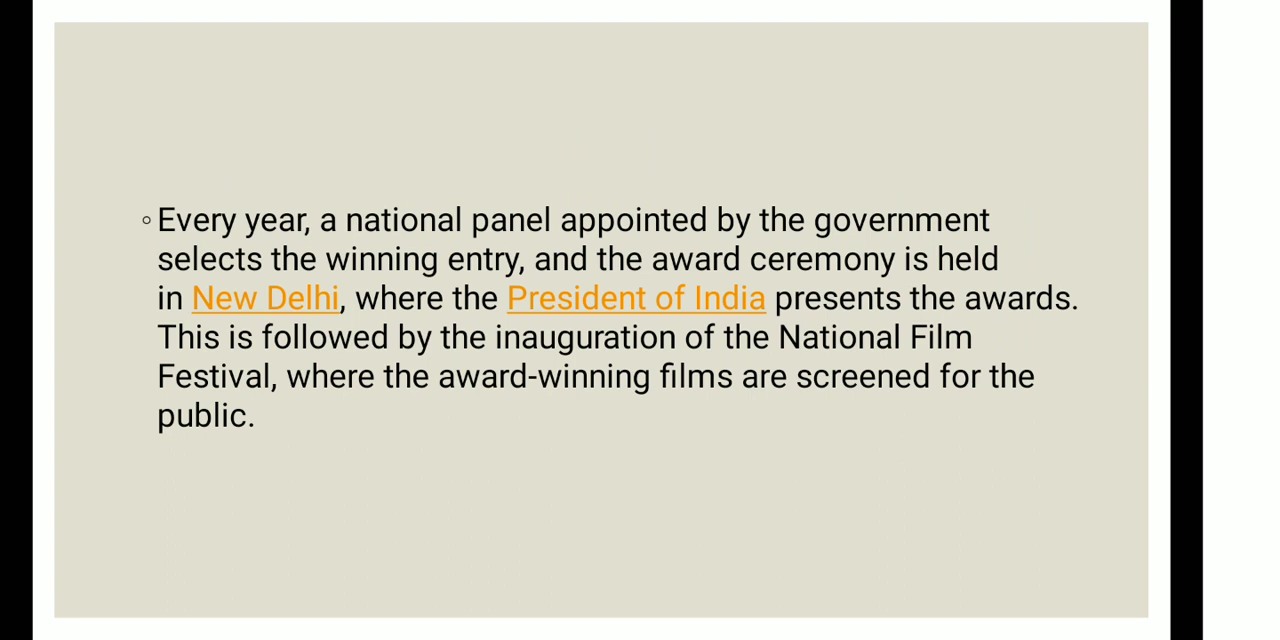 ◦ Every year, a national panel appointed by the government
selects the winning entry, and the award ceremony is held
in New Delhi, where the President of India presents the awards.
This is followed by the inauguration of the National Film
Festival, where the award-winning films are screened for the
public.